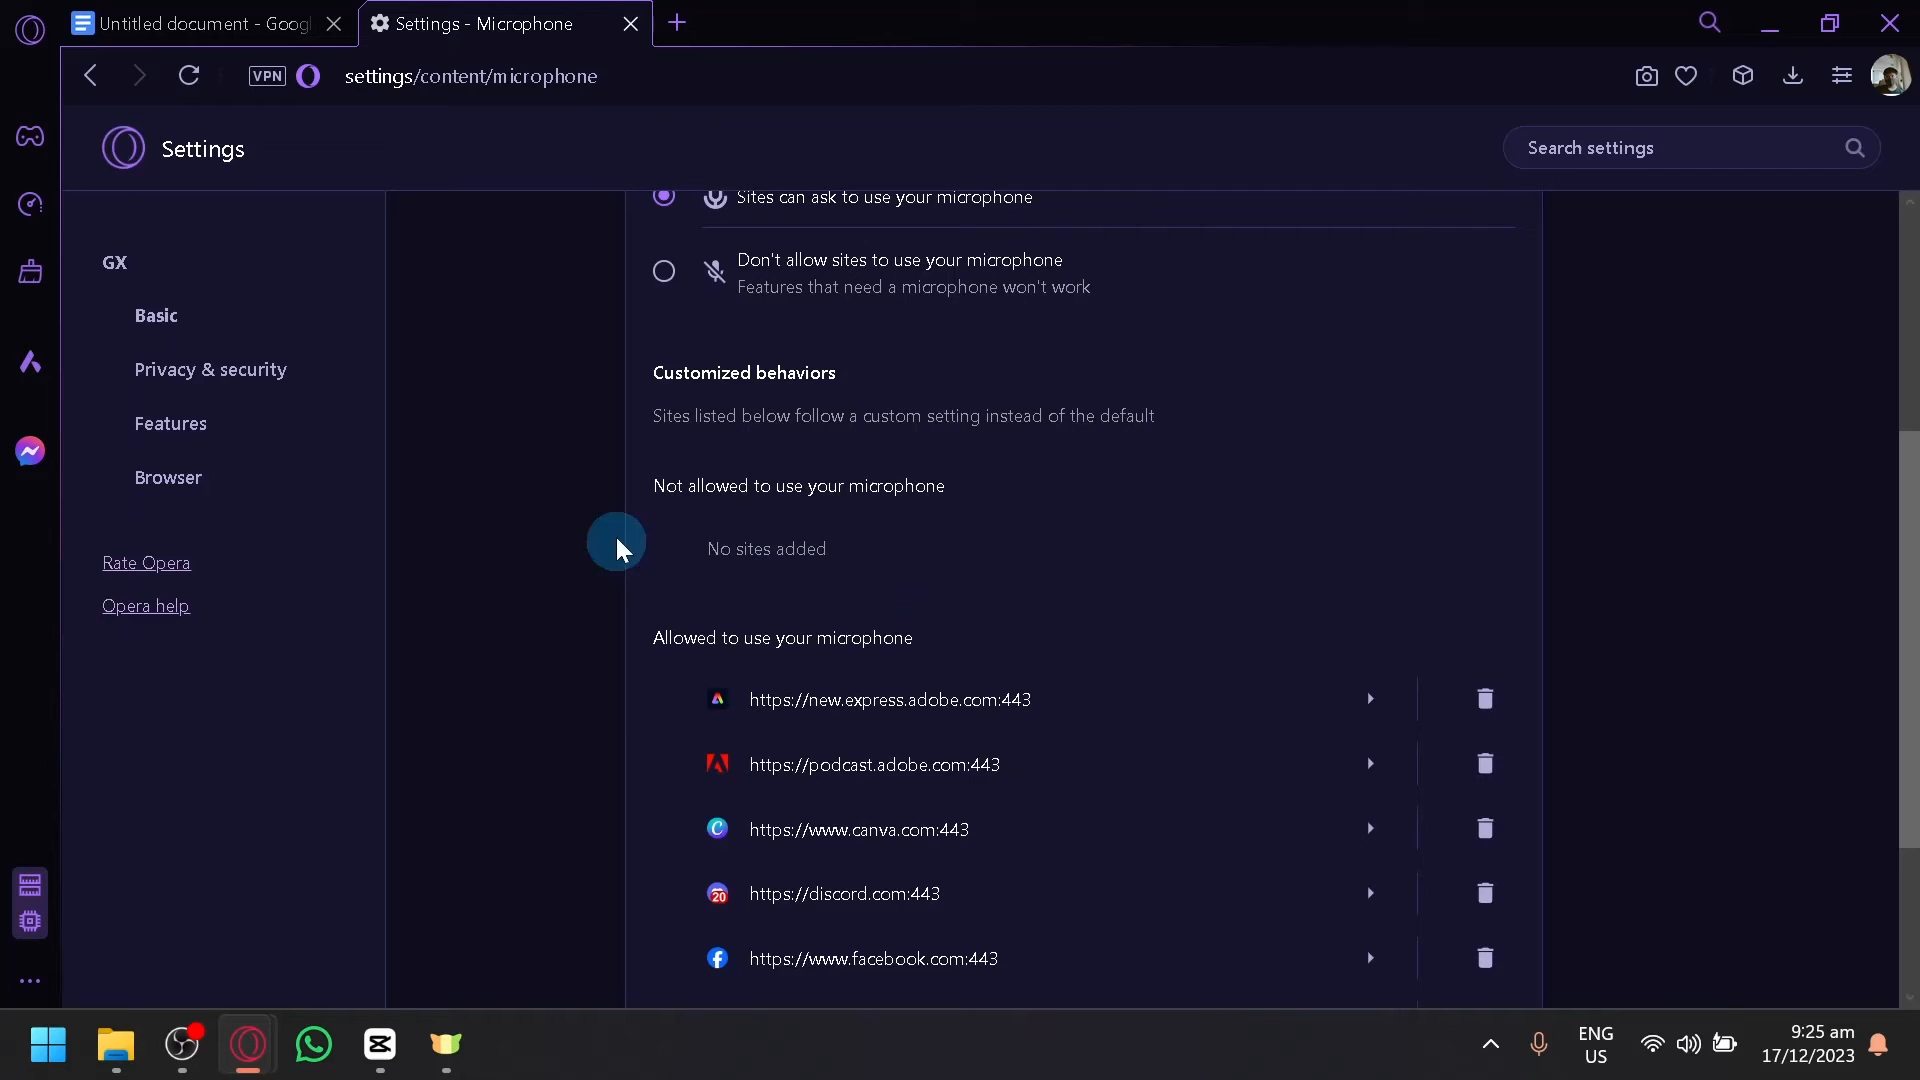 Untitled document - Googl
Settings - Microphone
VPN
settings/content/microphone
Settings
Search settings
Sites can ask to use your microphone
GX
Don't allow sites to use your microphone
Features that need a microphone won't work
Basic
Privacy & security
Customized behaviors
Sites listed below follow a custom setting instead of the default
Features
Browser
Not allowed to use your microphone
No sites added
Rate Opera
Opera help
Allowed to use your microphone
https://new.express.adobe.com:443
https://podcast.adobe.com:443
https://www.canva.com:443
20
https://discord.com:443
https://www.facebook.com:443
ENG
US
9:25 am
17/12/2023